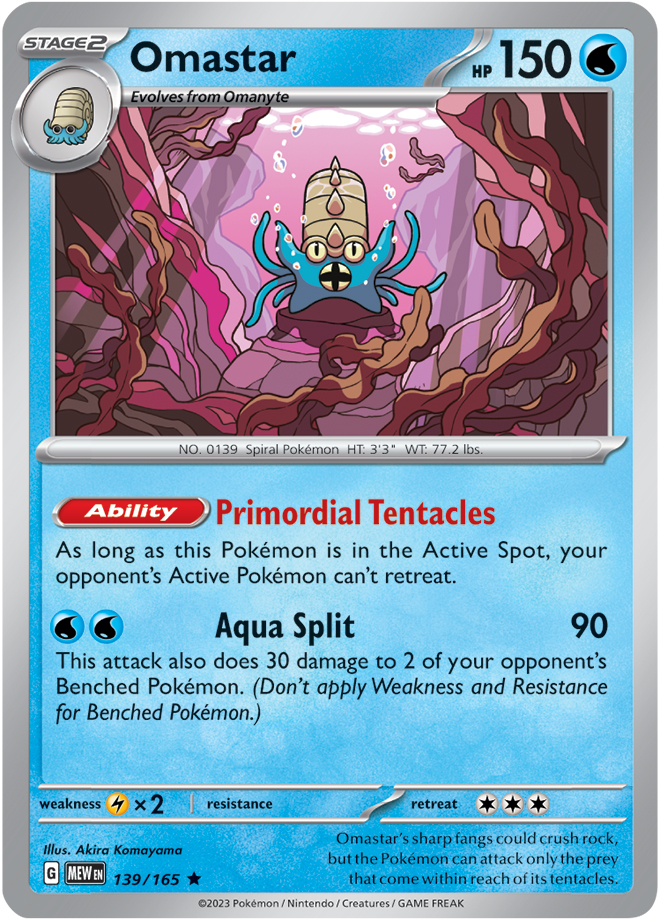 STAGE2
Omastar
HP 150
Evolves from Omanyte
NO. 0139 Spiral Pokémon HT: 3'3" WT: 77.2 lbs.
Ability Primordial Tentacles
As long as this Pokémon is in the Active Spot, your
opponent's Active Pokémon can't retreat.
Aqua Split 90
This attack also does 30 damage to 2 of your opponent's
Benched Pokémon. (Don't apply Weakness and Resistance
for Benched Pokémon.)
weakness ×2 resistance retreat
Illus. Akira Komayama
G MEW EN 139/165 ★
Omastar's sharp fangs could crush rock,
but the Pokémon can attack only the prey
that come within reach of its tentacles.
©2023 Pokémon / Nintendo / Creatures / GAME FREAK